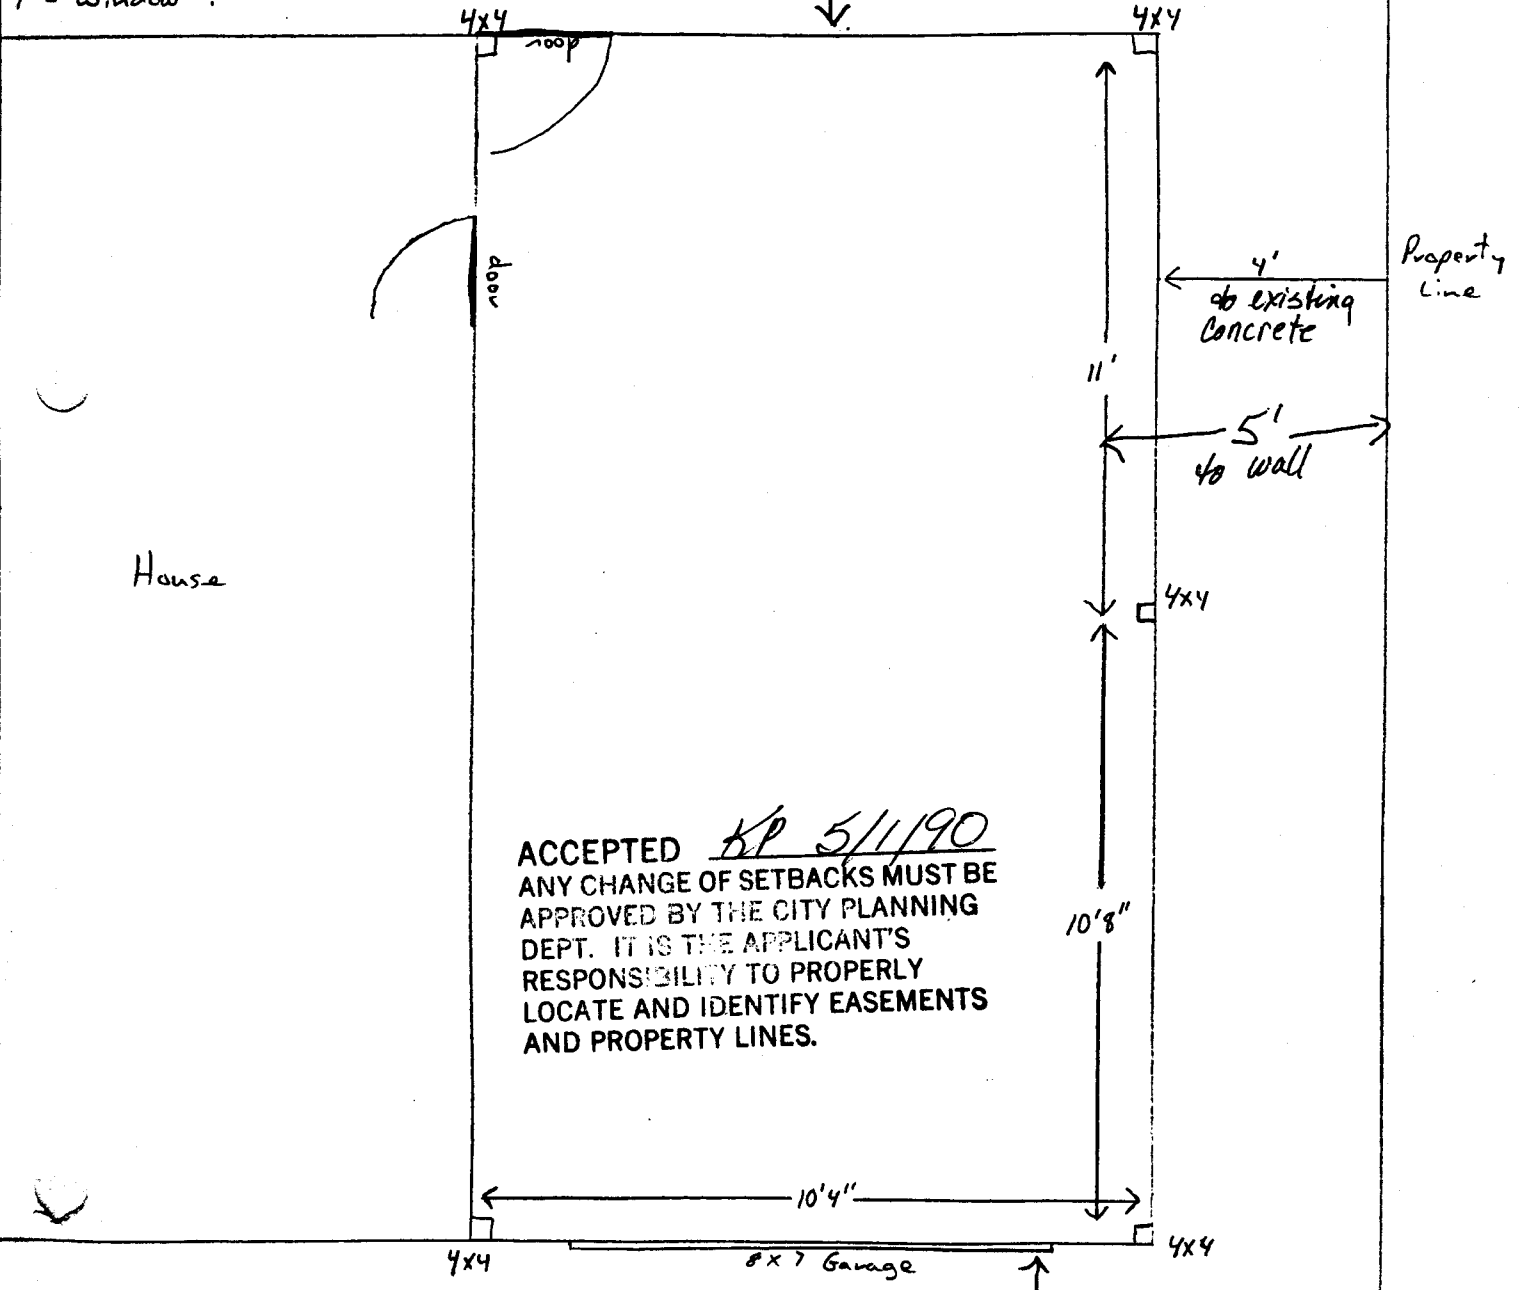 window
4x4
4x4
door
door
Property
Line
4'
to existing
Concrete
11'
5'
to wall
House
4x4
ACCEPTED KP 5/1/90
ANY CHANGE OF SETBACKS MUST BE
APPROVED BY THE CITY PLANNING
DEPT. IT IS THE APPLICANT'S
RESPONSIBILITY TO PROPERLY
LOCATE AND IDENTIFY EASEMENTS
AND PROPERTY LINES.
10'8"
10'4"
4x4
8x7 Garage
4x4